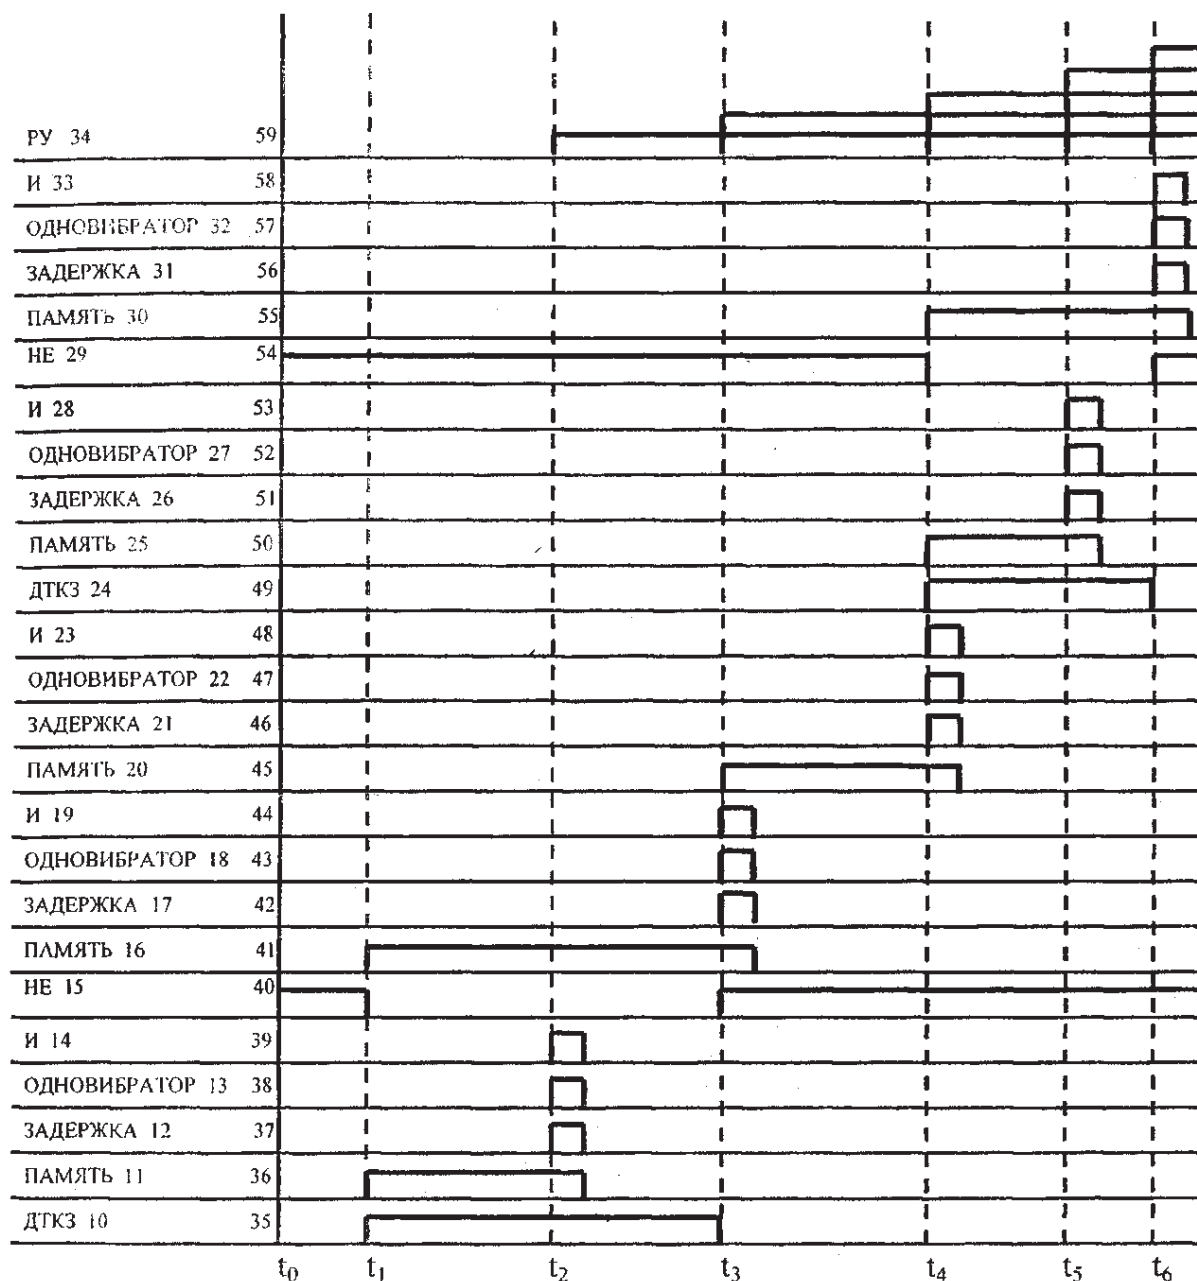 РУ 34 59
И 33 58
ОДНОВИБРАТОР 32 57
ЗАДЕРЖКА 31 56
ПАМЯТЬ 30 55
НЕ 29 54
И 28 53
ОДНОВИБРАТОР 27 52
ЗАДЕРЖКА 26 51
ПАМЯТЬ 25 50
ДТКЗ 24 49
И 23 48
ОДНОВИБРАТОР 22 47
ЗАДЕРЖКА 21 46
ПАМЯТЬ 20 45
И 19 44
ОДНОВИБРАТОР 18 43
ЗАДЕРЖКА 17 42
ПАМЯТЬ 16 41
НЕ 15 40
И 14 39
ОДНОВИБРАТОР 13 38
ЗАДЕРЖКА 12 37
ПАМЯТЬ 11 36
ДТКЗ 10 35
t0 t1 t2 t3 t4 t5 t6